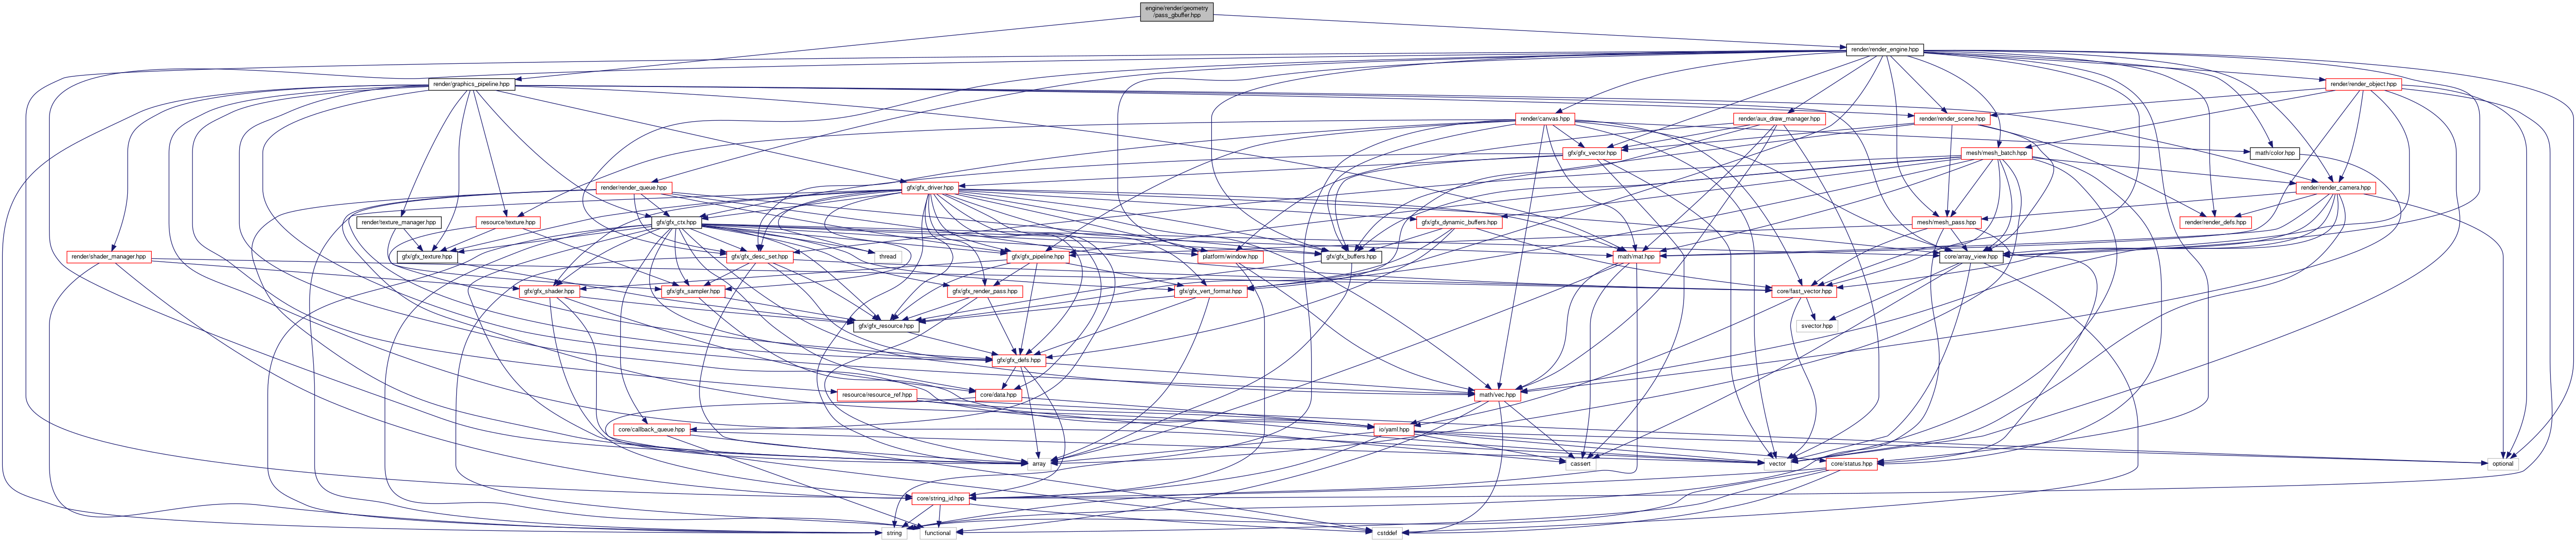 engine/render/geometry
/pass_gbuffer.hpp
render/render_engine.hpp
render/graphics_pipeline.hpp
render/render_object.hpp
render/canvas.hpp
render/aux_draw_manager.hpp
render/render_scene.hpp
gfx/gfx_vector.hpp
mesh/mesh_batch.hpp
math/color.hpp
render/render_queue.hpp
gfx/gfx_driver.hpp
render/render_camera.hpp
render/texture_manager.hpp
resource/texture.hpp
gfx/gfx_ctx.hpp
gfx/gfx_dynamic_buffers.hpp
mesh/mesh_pass.hpp
render/render_defs.hpp
render/shader_manager.hpp
gfx/gfx_texture.hpp
gfx/gfx_desc_set.hpp
thread
gfx/gfx_pipeline.hpp
platform/window.hpp
gfx/gfx_buffers.hpp
math/mat.hpp
core/array_view.hpp
gfx/gfx_shader.hpp
gfx/gfx_sampler.hpp
gfx/gfx_render_pass.hpp
gfx/gfx_vert_format.hpp
core/fast_vector.hpp
gfx/gfx_resource.hpp
svector.hpp
gfx/gfx_defs.hpp
resource/resource_ref.hpp
core/data.hpp
math/vec.hpp
core/callback_queue.hpp
io/yaml.hpp
array
cassert
vector
core/status.hpp
optional
core/string_id.hpp
string
functional
cstddef